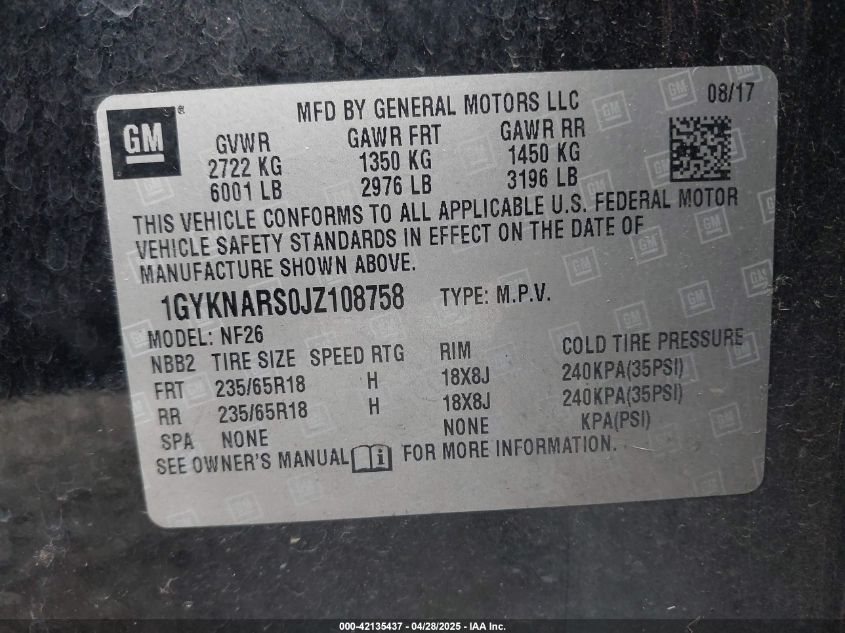 GM ®
MFD BY GENERAL MOTORS LLC 08/17
GVWR GAWR FRT GAWR RR
2722 KG 1350 KG 1450 KG
6001 LB 2976 LB 3196 LB
THIS VEHICLE CONFORMS TO ALL APPLICABLE U.S. FEDERAL MOTOR
VEHICLE SAFETY STANDARDS IN EFFECT ON THE DATE OF
MANUFACTURE SHOWN ABOVE.
1GYKNARS0JZ108758 TYPE: M.P.V.
MODEL: NF26
NBB2 TIRE SIZE SPEED RTG RIM COLD TIRE PRESSURE
FRT 235/65R18 H 18X8J 240KPA(35PSI)
RR 235/65R18 H 18X8J 240KPA(35PSI)
SPA NONE NONE KPA(PSI)
SEE OWNER'S MANUAL FOR MORE INFORMATION.
000-42135437 - 04/28/2025 - IAA Inc.